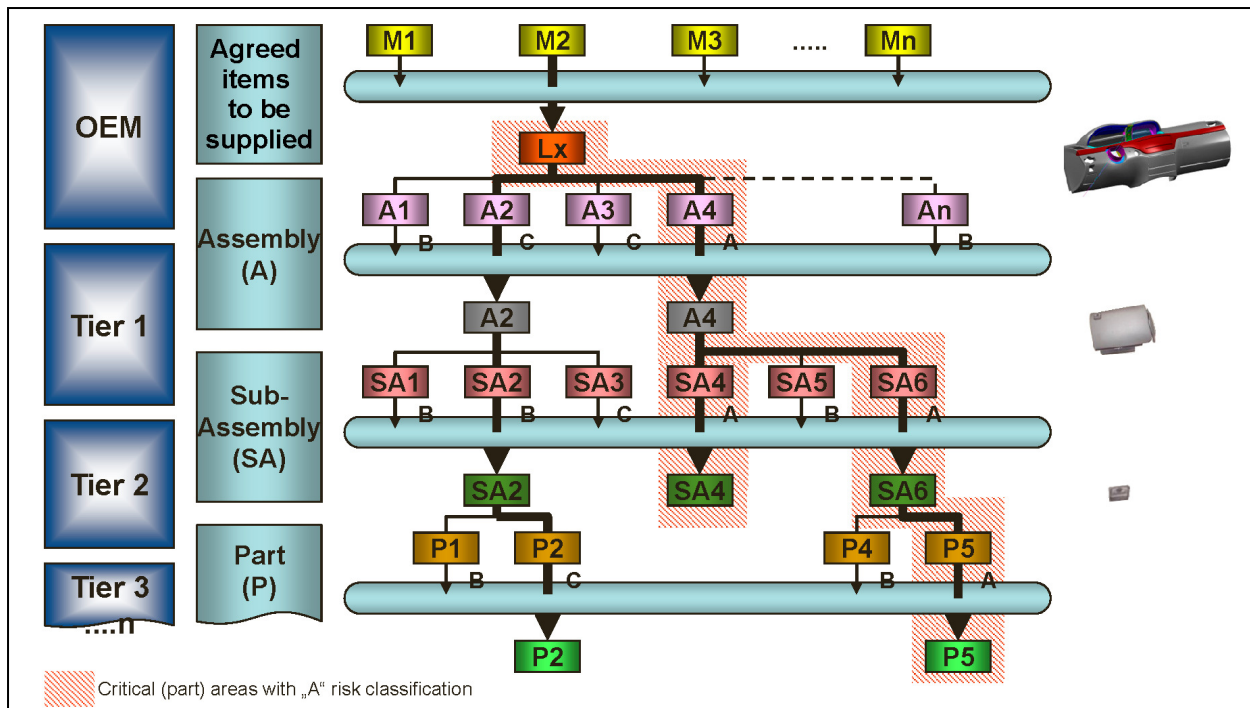 OEM
Tier 1
Tier 2
Tier 3
.....n
Agreed
items
to be
supplied
Assembly
(A)
Sub-
Assembly
(SA)
Part
(P)
M1 M2 M3 ..... Mn
Lx
A1 A2 A3 A4 An
B C C A B
A2 A4
SA1 SA2 SA3 SA4 SA5 SA6
B B C A B A
SA2 SA4 SA6
P1 P2 P4 P5
B C B A
P2 P5
Critical (part) areas with „A“ risk classification